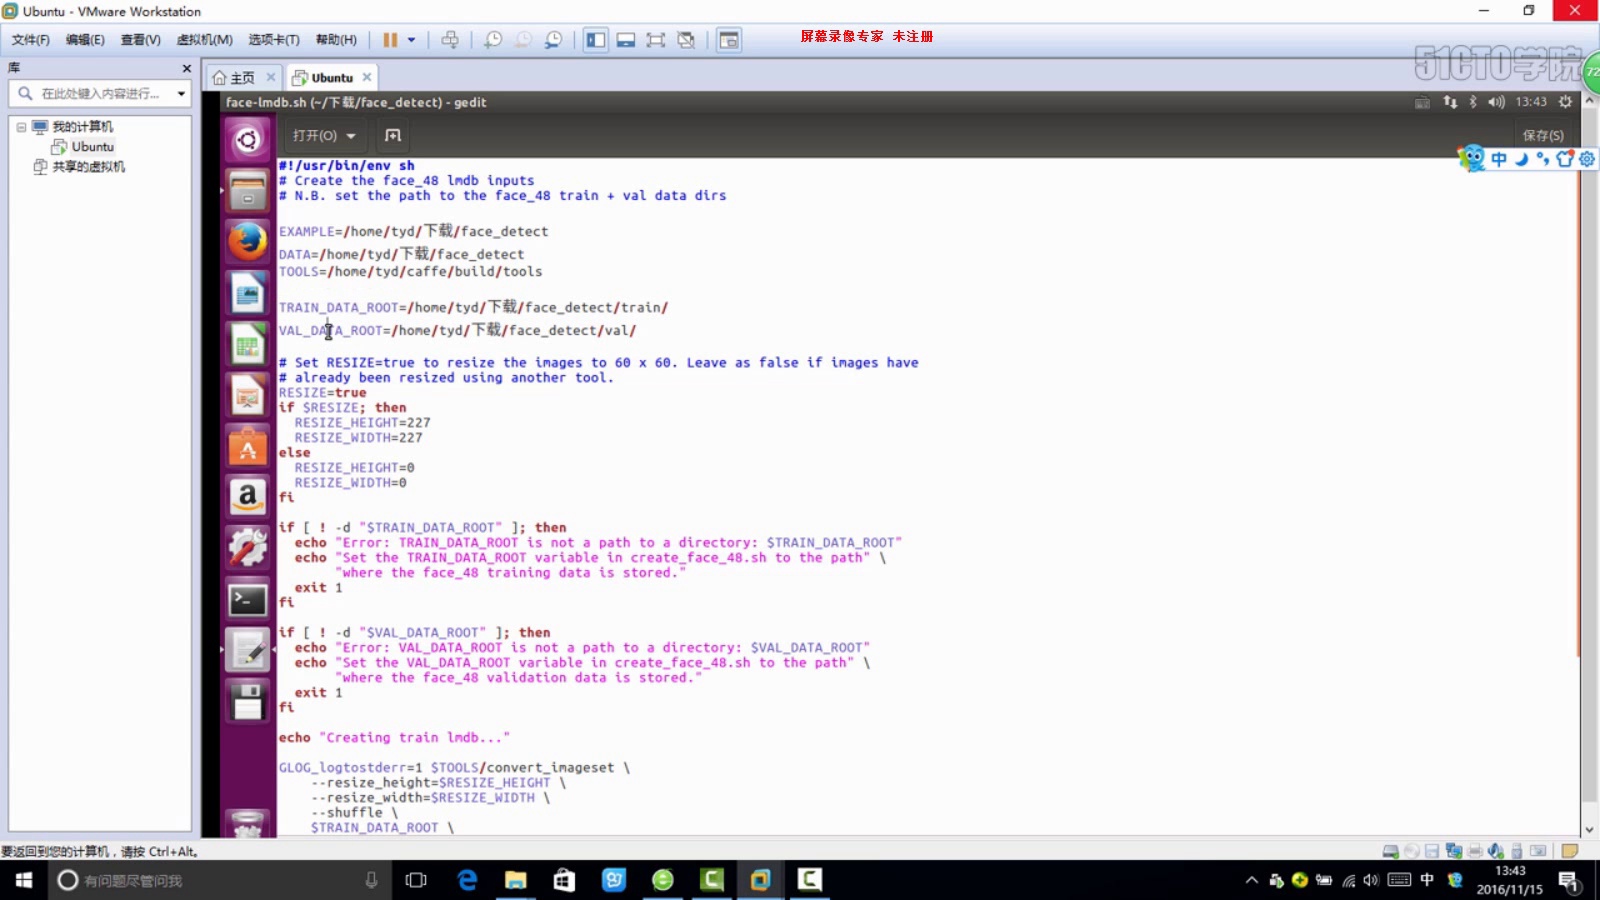 Ubuntu - VMware Workstation
文件(F) 编辑(E) 查看(V) 虚拟机(M) 选项卡(T) 帮助(H)
屏幕录像专家 未注册
51CTO学院
72
库
在此处键入内容进行...
我的计算机
Ubuntu
共享的虚拟机
主页
Ubuntu
face-lmdb.sh (~/下载/face_detect) - gedit
13:43
打开(O)
保存(S)
中
#!/usr/bin/env sh
# Create the face_48 lmdb inputs
# N.B. set the path to the face_48 train + val data dirs
EXAMPLE=/home/tyd/下载/face_detect
DATA=/home/tyd/下载/face_detect
TOOLS=/home/tyd/caffe/build/tools
TRAIN_DATA_ROOT=/home/tyd/下载/face_detect/train/
VAL_DATA_ROOT=/home/tyd/下载/face_detect/val/
# Set RESIZE=true to resize the images to 60 x 60. Leave as false if images have
# already been resized using another tool.
RESIZE=true
if $RESIZE; then
  RESIZE_HEIGHT=227
  RESIZE_WIDTH=227
else
  RESIZE_HEIGHT=0
  RESIZE_WIDTH=0
fi
if [ ! -d "$TRAIN_DATA_ROOT" ]; then
  echo "Error: TRAIN_DATA_ROOT is not a path to a directory: $TRAIN_DATA_ROOT"
  echo "Set the TRAIN_DATA_ROOT variable in create_face_48.sh to the path" \
       "where the face_48 training data is stored."
  exit 1
fi
if [ ! -d "$VAL_DATA_ROOT" ]; then
  echo "Error: VAL_DATA_ROOT is not a path to a directory: $VAL_DATA_ROOT"
  echo "Set the VAL_DATA_ROOT variable in create_face_48.sh to the path" \
       "where the face_48 validation data is stored."
  exit 1
fi
echo "Creating train lmdb..."
GLOG_logtostderr=1 $TOOLS/convert_imageset \
    --resize_height=$RESIZE_HEIGHT \
    --resize_width=$RESIZE_WIDTH \
    --shuffle \
    $TRAIN_DATA_ROOT \
要返回到您的计算机，请按 Ctrl+Alt。
有问题尽管问我
中
13:43
2016/11/15
1